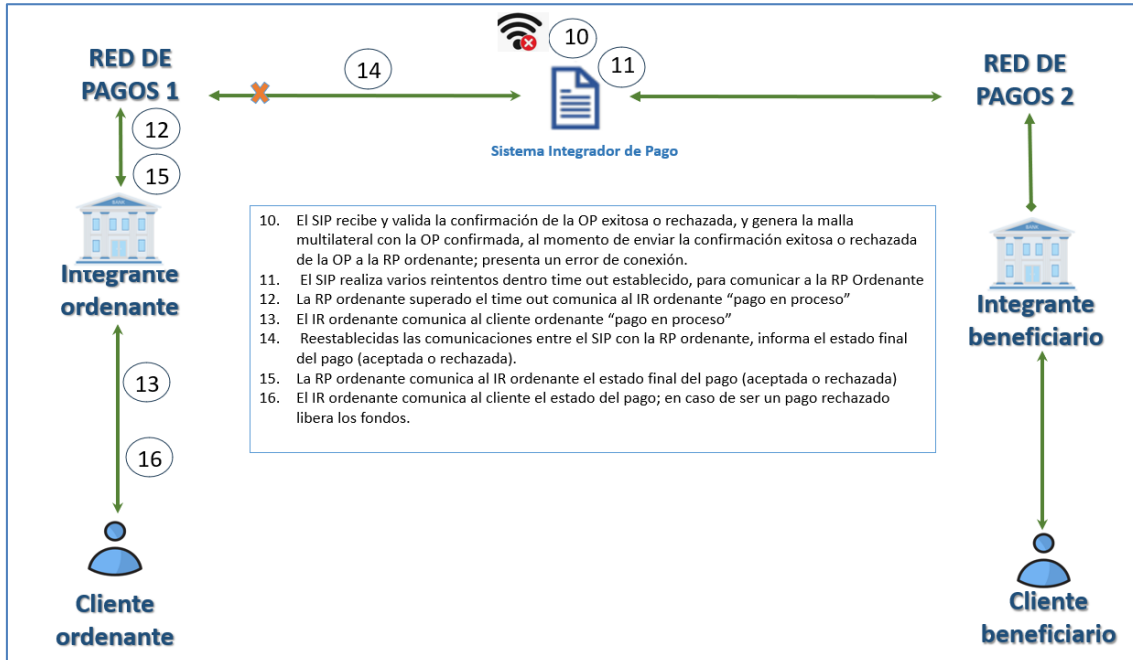 10
11
14
RED DE
PAGOS 1
RED DE
PAGOS 2
12
15
Sistema Integrador de Pago
Integrante
ordenante
10. El SIP recibe y valida la confirmación de la OP exitosa o rechazada, y genera la malla
multilateral con la OP confirmada, al momento de enviar la confirmación exitosa o rechazada
de la OP a la RP ordenante; presenta un error de conexión.
11. El SIP realiza varios reintentos dentro time out establecido, para comunicar a la RP Ordenante
12. La RP ordenante superado el time out comunica al IR ordenante “pago en proceso”
13. El IR ordenante comunica al cliente ordenante “pago en proceso”
14. Reestablecidas las comunicaciones entre el SIP con la RP ordenante, informa el estado final
del pago (aceptada o rechazada).
15. La RP ordenante comunica al IR ordenante el estado final del pago (aceptada o rechazada)
16. El IR ordenante comunica al cliente el estado del pago; en caso de ser un pago rechazado
libera los fondos.
Integrante
beneficiario
13
16
Cliente
ordenante
Cliente
beneficiario